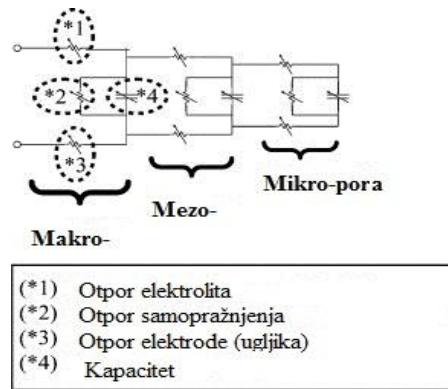 *1
*2
*4
*3
Mikro-pora
Mezo-
Makro-
(*1) Otpor elektrolita
(*2) Otpor samopražnjenja
(*3) Otpor elektrode (ugljika)
(*4) Kapacitet